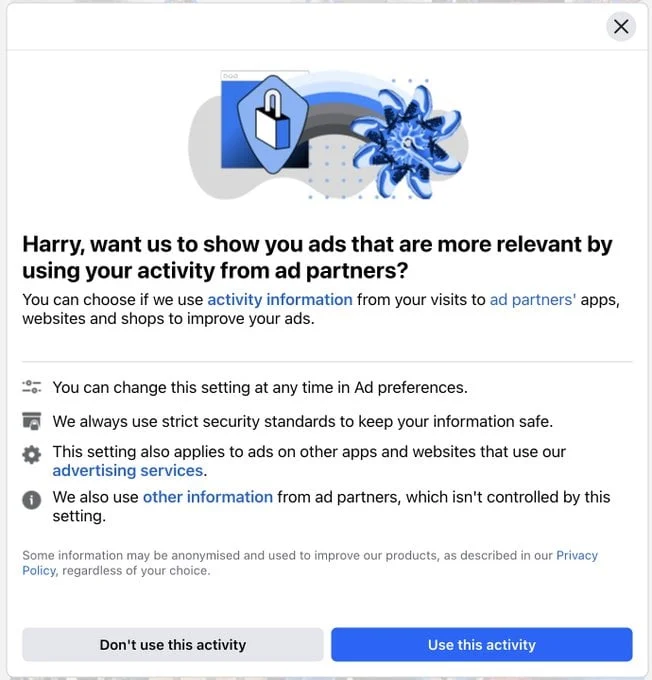 Harry, want us to show you ads that are more relevant by
using your activity from ad partners?
You can choose if we use activity information from your visits to ad partners' apps,
websites and shops to improve your ads.
You can change this setting at any time in Ad preferences.
We always use strict security standards to keep your information safe.
This setting also applies to ads on other apps and websites that use our
advertising services.
We also use other information from ad partners, which isn't controlled by this
setting.
Some information may be anonymised and used to improve our products, as described in our Privacy
Policy, regardless of your choice.
Don't use this activity
Use this activity